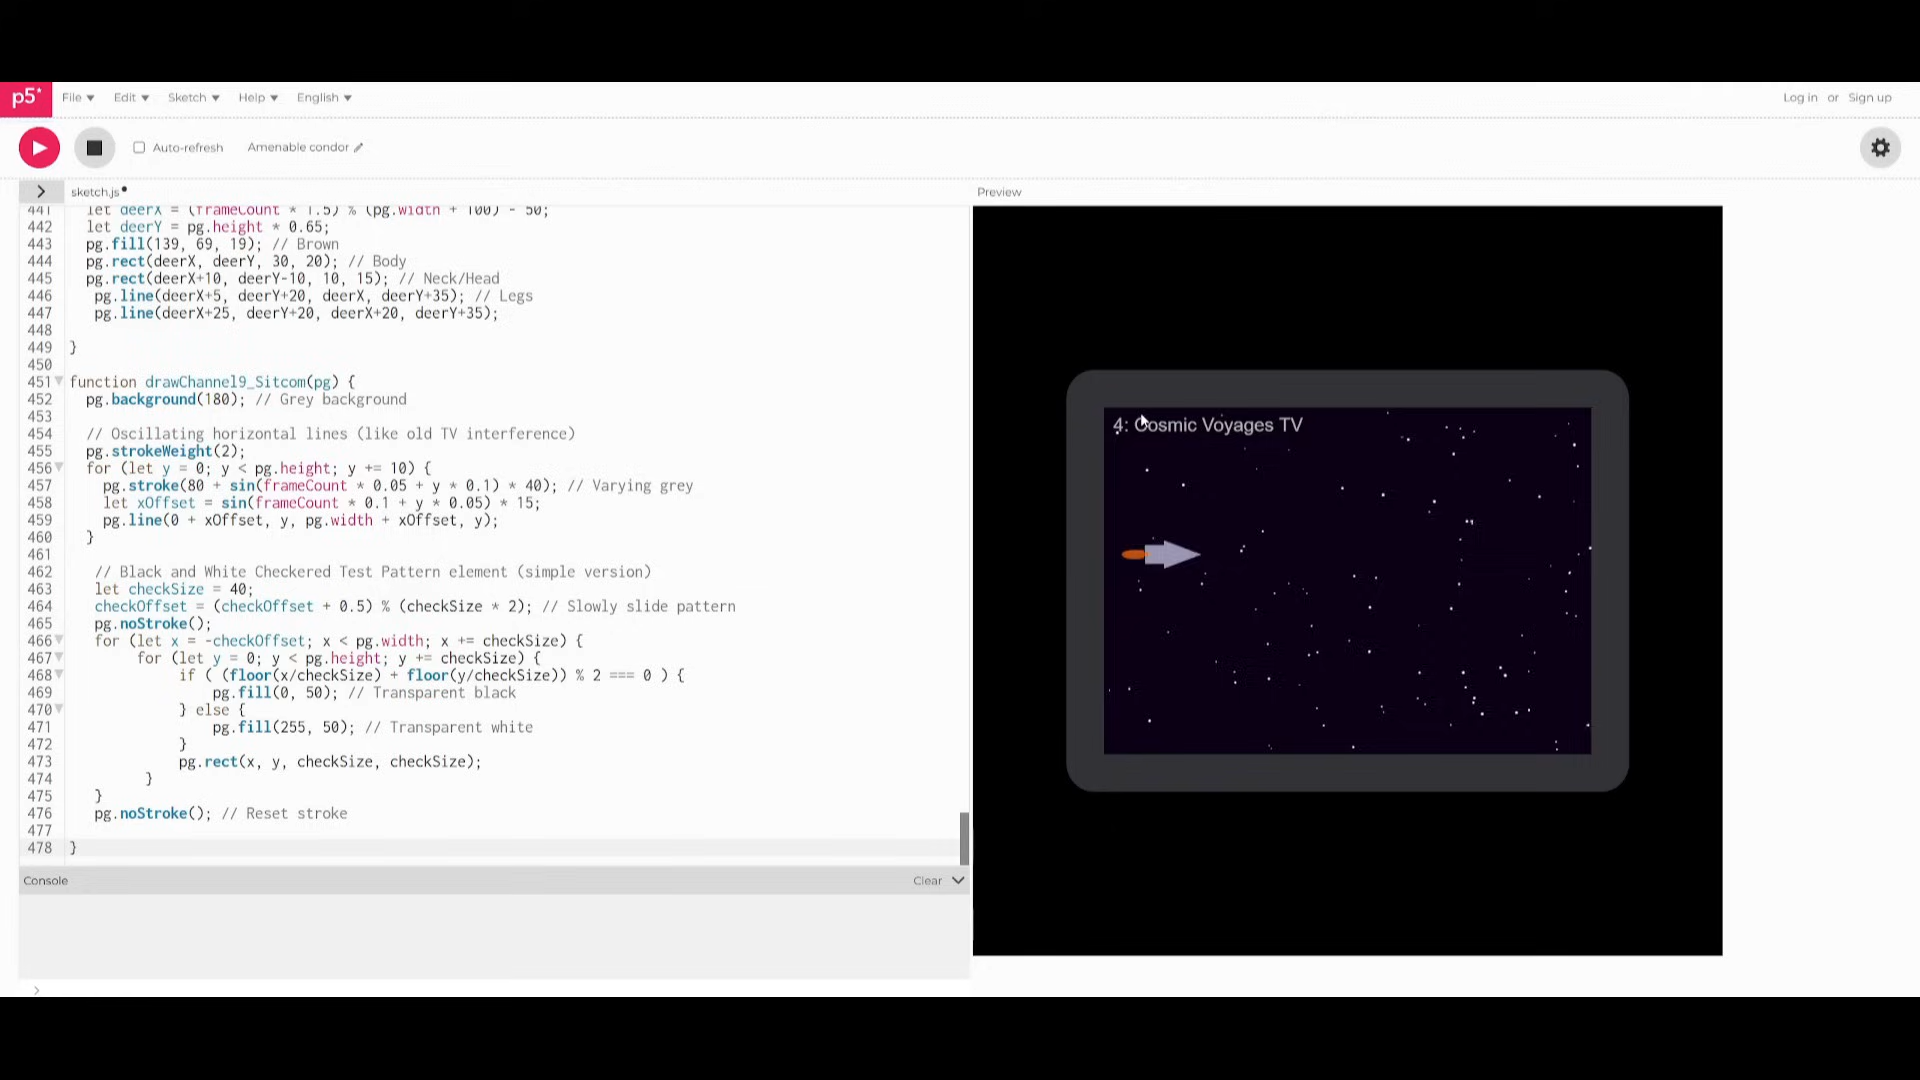 p5* File Edit Sketch Help English Log in or Sign up
Auto-refresh Amenable condor
sketch.js Preview
441 let deerX = (frameCount * 1.5) % (pg.width + 100) - 50;
442 let deerY = pg.height * 0.65;
443 pg.fill(139, 69, 19); // Brown
444 pg.rect(deerX, deerY, 30, 20); // Body
445 pg.rect(deerX+10, deerY-10, 10, 15); // Neck/Head
446 pg.line(deerX+5, deerY+20, deerX, deerY+35); // Legs
447 pg.line(deerX+25, deerY+20, deerX+20, deerY+35);
448
449 }
450
451 function drawChannel9_Sitcom(pg) {
452 pg.background(180); // Grey background
453
454 // Oscillating horizontal lines (like old TV interference)
455 pg.strokeWeight(2);
456 for (let y = 0; y < pg.height; y += 10) {
457 pg.stroke(80 + sin(frameCount * 0.05 + y * 0.1) * 40); // Varying grey
458 let xOffset = sin(frameCount * 0.1 + y * 0.05) * 15;
459 pg.line(0 + xOffset, y, pg.width + xOffset, y);
460 }
461
462 // Black and White Checkered Test Pattern element (simple version)
463 let checkSize = 40;
464 checkOffset = (checkOffset + 0.5) % (checkSize * 2); // Slowly slide pattern
465 pg.noStroke();
466 for (let x = -checkOffset; x < pg.width; x += checkSize) {
467 for (let y = 0; y < pg.height; y += checkSize) {
468 if ( (floor(x/checkSize) + floor(y/checkSize)) % 2 === 0 ) {
469 pg.fill(0, 50); // Transparent black
470 } else {
471 pg.fill(255, 50); // Transparent white
472 }
473 pg.rect(x, y, checkSize, checkSize);
474 }
475 }
476 pg.noStroke(); // Reset stroke
477
478 }
Console Clear
>
4: Cosmic Voyages TV